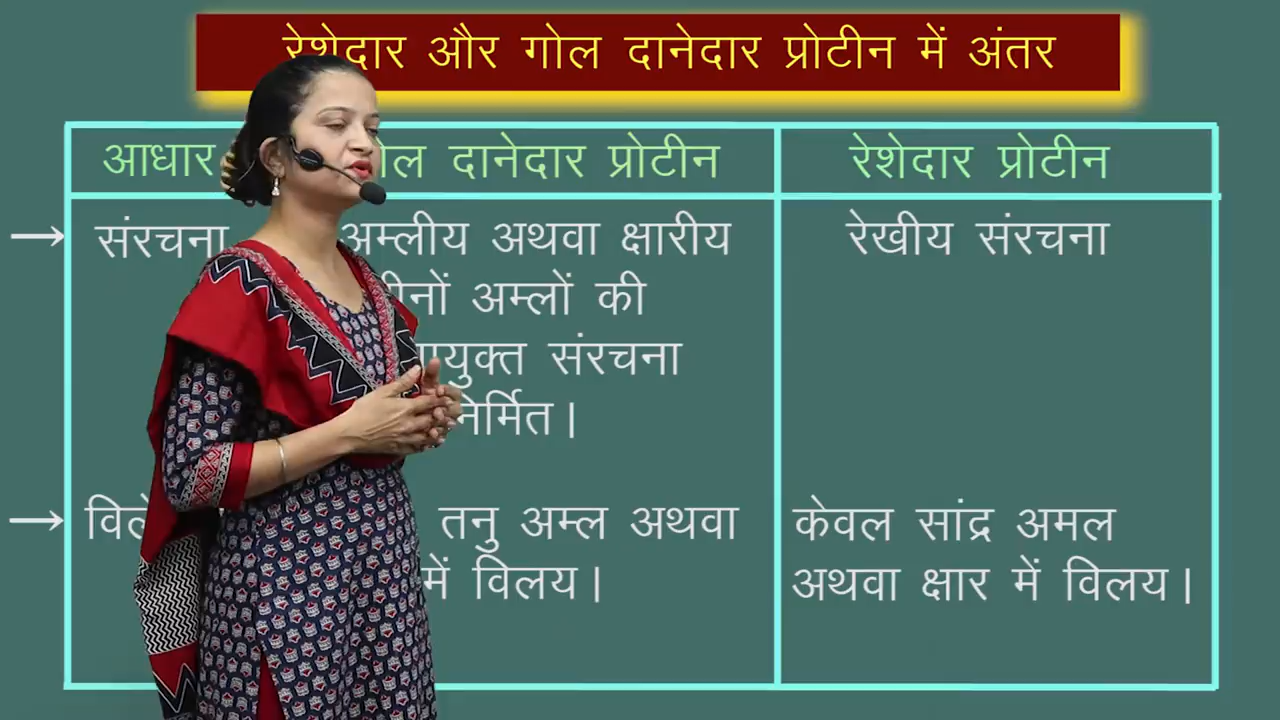 रेशेदार और गोल दानेदार प्रोटीन में अंतर
आधार गोल दानेदार प्रोटीन रेशेदार प्रोटीन
संरचना अम्लीय अथवा क्षारीय रेखीय संरचना
अम्लों की
संरचना
निर्मित।
तनु अम्ल अथवा केवल सांद्र अमल
में विलय। अथवा क्षार में विलय।